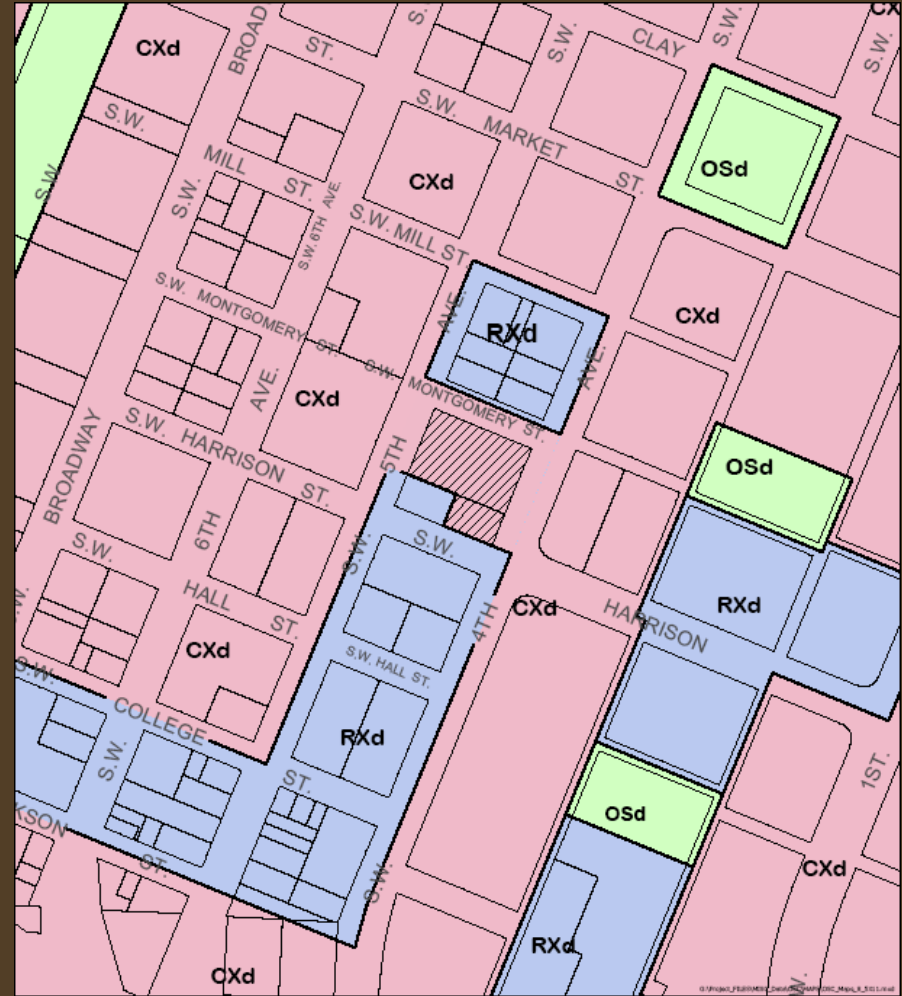 CX
CXd
BROAD
ST.
S.
S.W.
CLAY
S.W.
S.W.
S.W.
S.W.
MARKET
ST.
OSd
S.W.
MILL
ST.
CXd
S.W. 6TH AVE.
S.W.
S.W. MILL ST.
S.W. MONTGOMERY ST.
AVE.
RXd
CXd
AVE.
S.W. MONTGOMERY ST.
CXd
AVE.
S.W. HARRISON ST.
BROADWAY
5TH
OSd
6TH
S.W.
HALL
ST.
S.W.
S.W.
4TH
CXd
HARRISON
RXd
CXd
S.W. HALL ST.
S.W.
COLLEGE
ST.
RXd
S.W.
1ST.
OSd
KSON
ST.
S.W.
CXd
RXd
CXd
W.